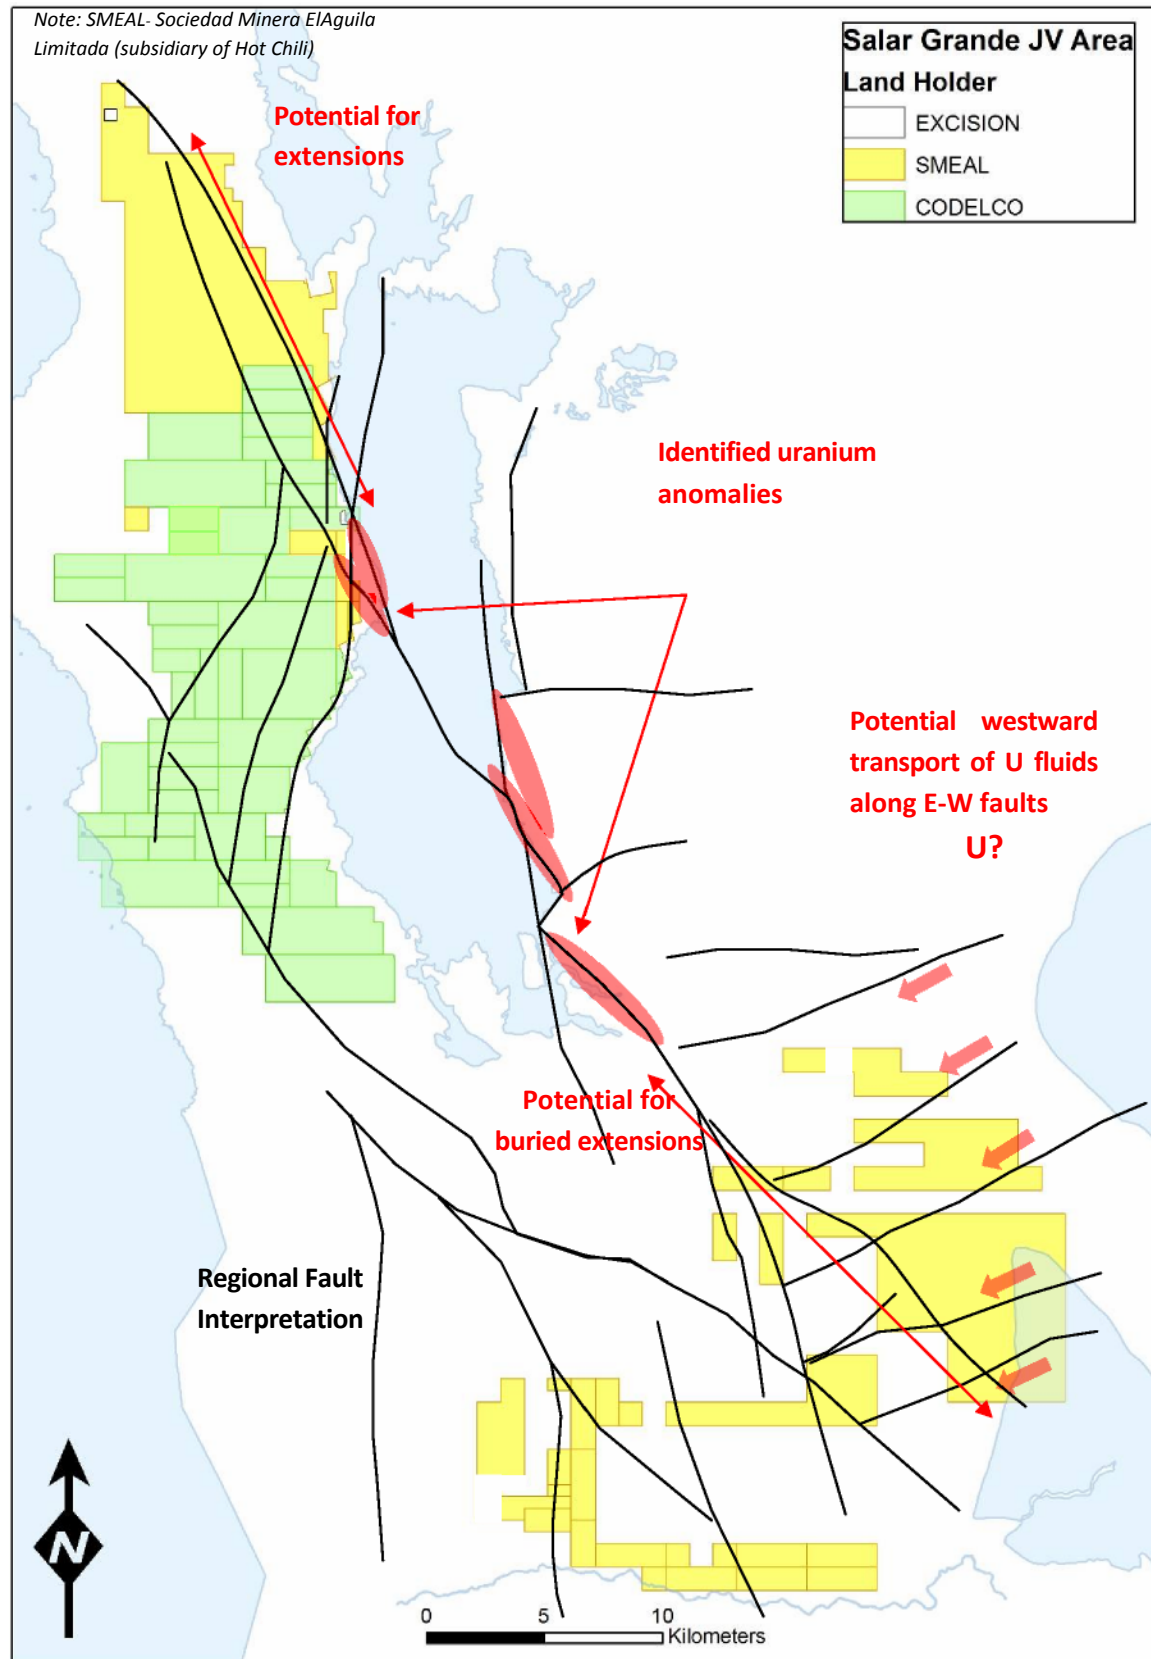 Note: SMEAL- Sociedad Minera ElAguila
Limitada (subsidiary of Hot Chili)
Salar Grande JV Area
Land Holder
EXCISION
SMEAL
CODELCO
Potential for
extensions
Identified uranium
anomalies
Potential westward
transport of U fluids
along E-W faults
U?
Potential for
buried extensions
Regional Fault
Interpretation
N
0 5 10
Kilometers